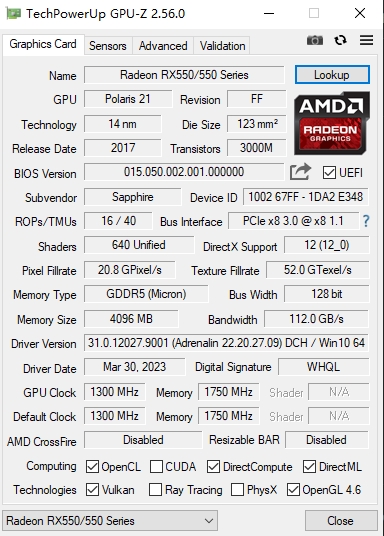 TechPowerUp GPU-Z 2.56.0
Graphics Card Sensors Advanced Validation
Name Radeon RX550/550 Series Lookup
GPU Polaris 21 Revision FF
Technology 14 nm Die Size 123 mm²
Release Date 2017 Transistors 3000M
AMD
RADEON
GRAPHICS
BIOS Version 015.050.002.001.000000 UEFI
Subvendor Sapphire Device ID 1002 67FF - 1DA2 E348
ROPs/TMUs 16 / 40 Bus Interface PCIe x8 3.0 @ x8 1.1 ?
Shaders 640 Unified DirectX Support 12 (12_0)
Pixel Fillrate 20.8 GPixel/s Texture Fillrate 52.0 GTexel/s
Memory Type GDDR5 (Micron) Bus Width 128 bit
Memory Size 4096 MB Bandwidth 112.0 GB/s
Driver Version 31.0.12027.9001 (Adrenalin 22.20.27.09) DCH / Win10 64
Driver Date Mar 30, 2023 Digital Signature WHQL
GPU Clock 1300 MHz Memory 1750 MHz Shader N/A
Default Clock 1300 MHz Memory 1750 MHz Shader N/A
AMD CrossFire Disabled Resizable BAR Disabled
Computing OpenCL CUDA DirectCompute DirectML
Technologies Vulkan Ray Tracing PhysX OpenGL 4.6
Radeon RX550/550 Series Close